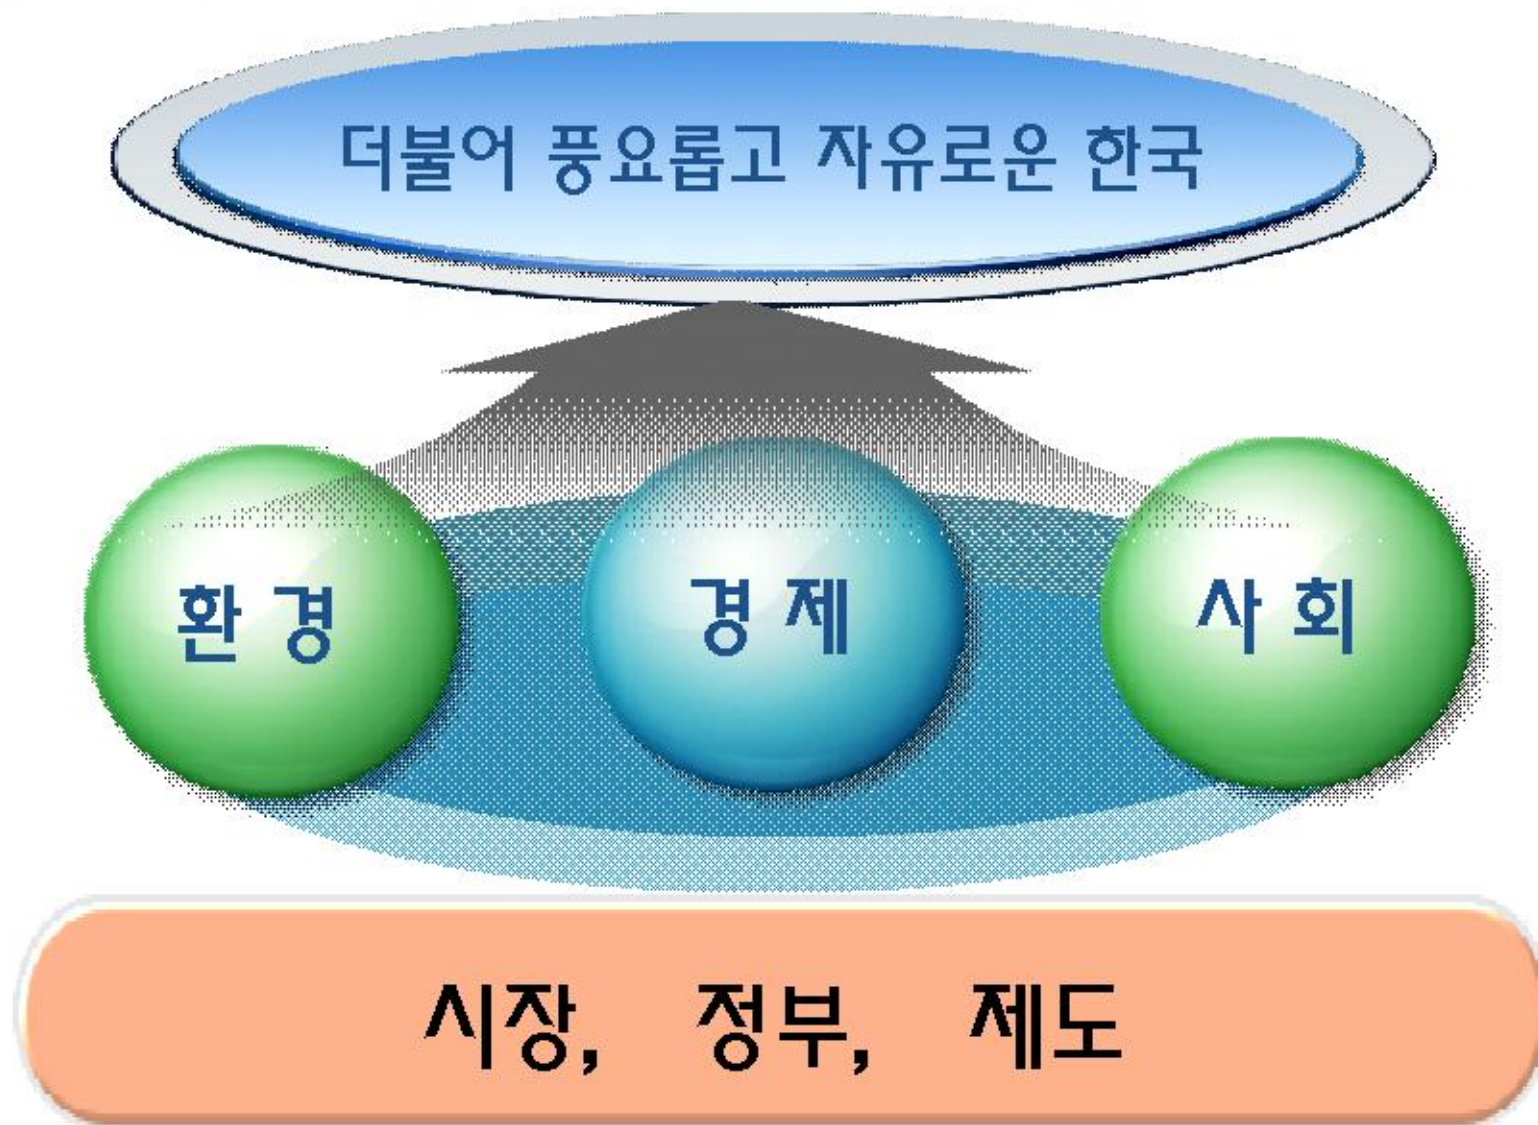 더불어 풍요롭고 자유로운 한국
환 경 경 제 사 회
시장, 정부, 제도